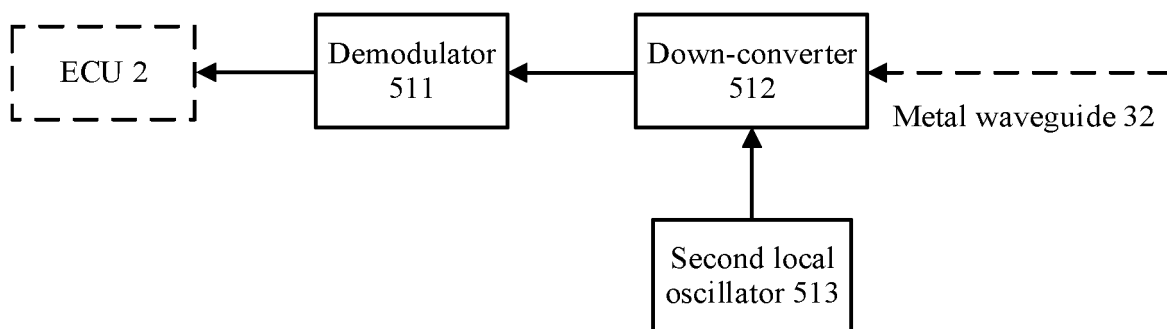 ECU 2
Demodulator
511
Down-converter
512
Metal waveguide 32
Second local
oscillator 513